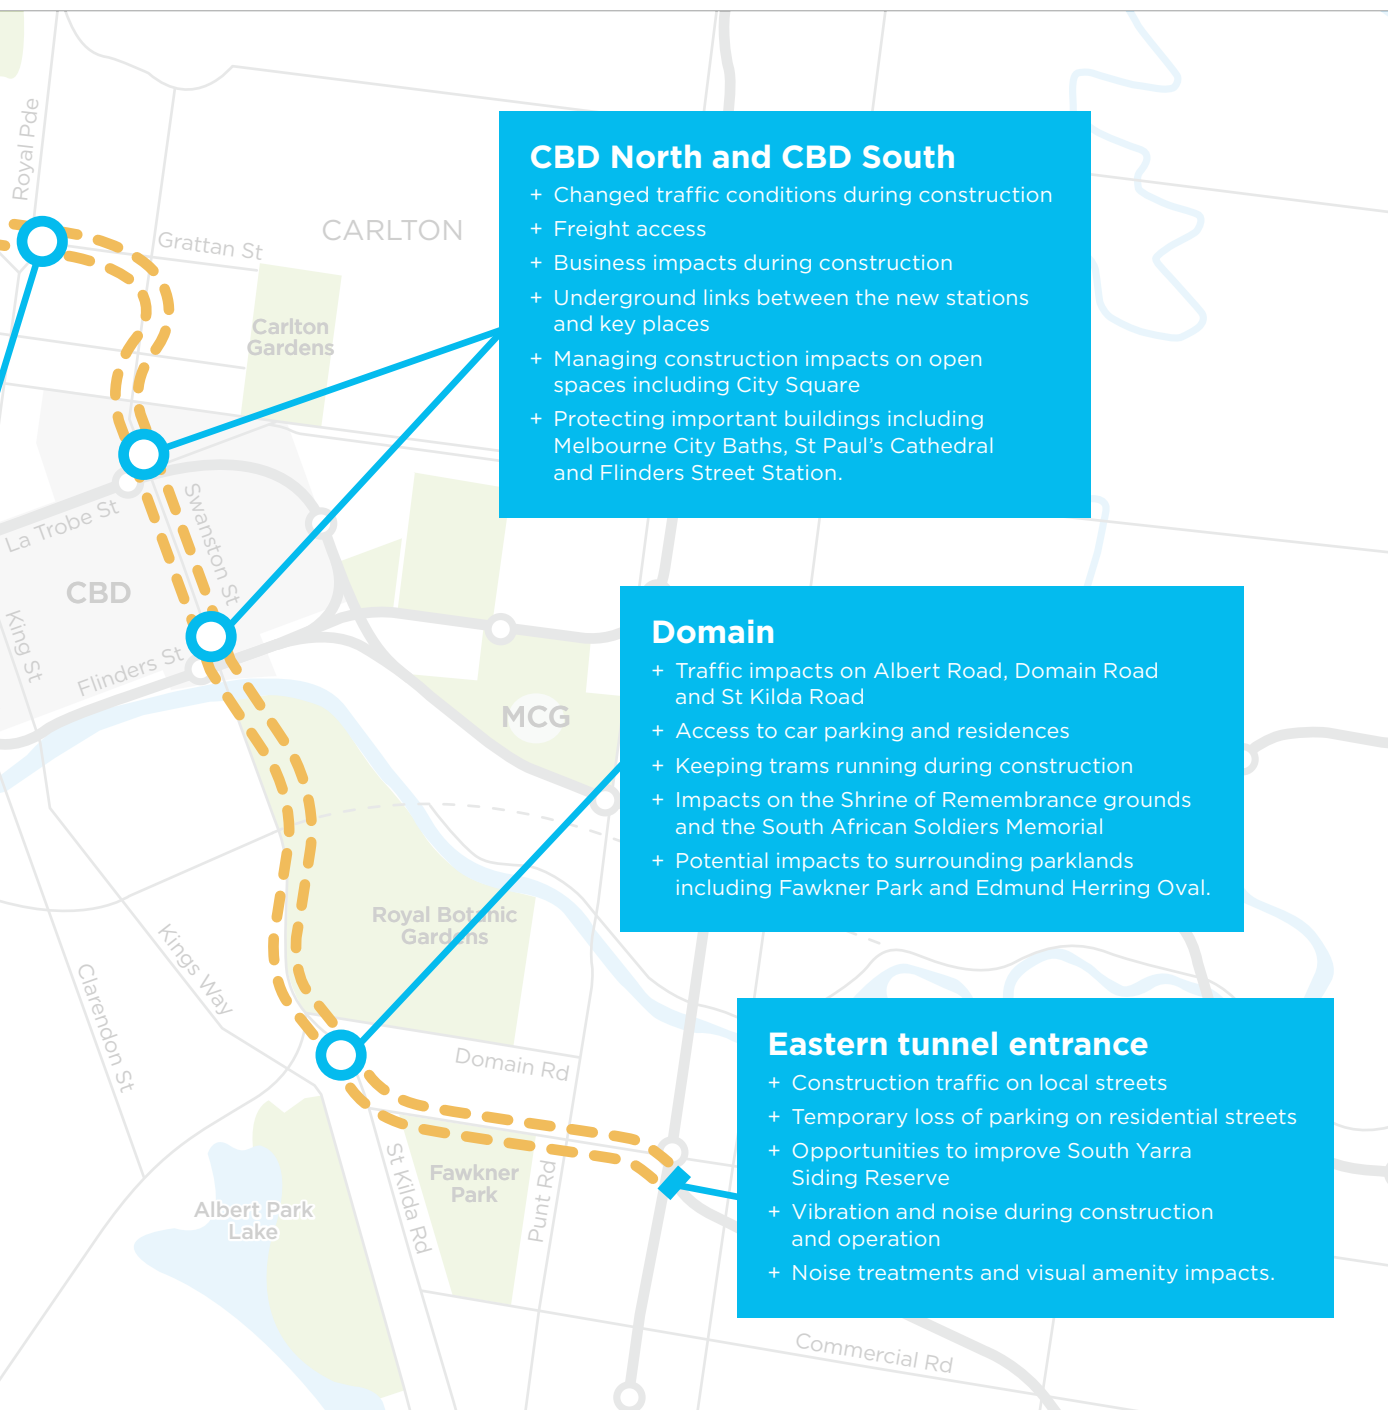 Royal Pde
Grattan St
CARLTON
Carlton
Gardens
CBD North and CBD South
+ Changed traffic conditions during construction
+ Freight access
+ Business impacts during construction
+ Underground links between the new stations
and key places
+ Managing construction impacts on open
spaces including City Square
+ Protecting important buildings including
Melbourne City Baths, St Paul's Cathedral
and Flinders Street Station.
La Trobe St
Swanston St
CBD
King St
Flinders St
MCG
Domain
+ Traffic impacts on Albert Road, Domain Road
and St Kilda Road
+ Access to car parking and residences
+ Keeping trams running during construction
+ Impacts on the Shrine of Remembrance grounds
and the South African Soldiers Memorial
+ Potential impacts to surrounding parklands
including Fawkner Park and Edmund Herring Oval.
Royal Botanic
Gardens
Kings Way
Clarendon St
Domain Rd
Eastern tunnel entrance
+ Construction traffic on local streets
+ Temporary loss of parking on residential streets
+ Opportunities to improve South Yarra
Siding Reserve
+ Vibration and noise during construction
and operation
+ Noise treatments and visual amenity impacts.
St Kilda Rd
Fawkner
Park
Punt Rd
Albert Park
Lake
Commercial Rd